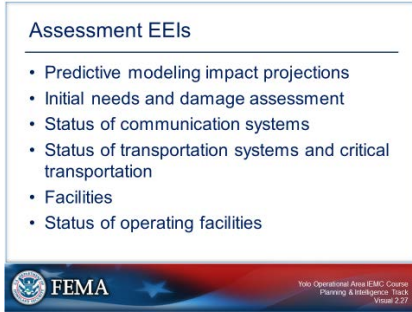 Assessment EEIs
• Predictive modeling impact projections
• Initial needs and damage assessment
• Status of communication systems
• Status of transportation systems and critical
transportation
• Facilities
• Status of operating facilities
FEMA
Yolo Operational Area IEMC Course
Planning & Intelligence Track
Visual 2.27